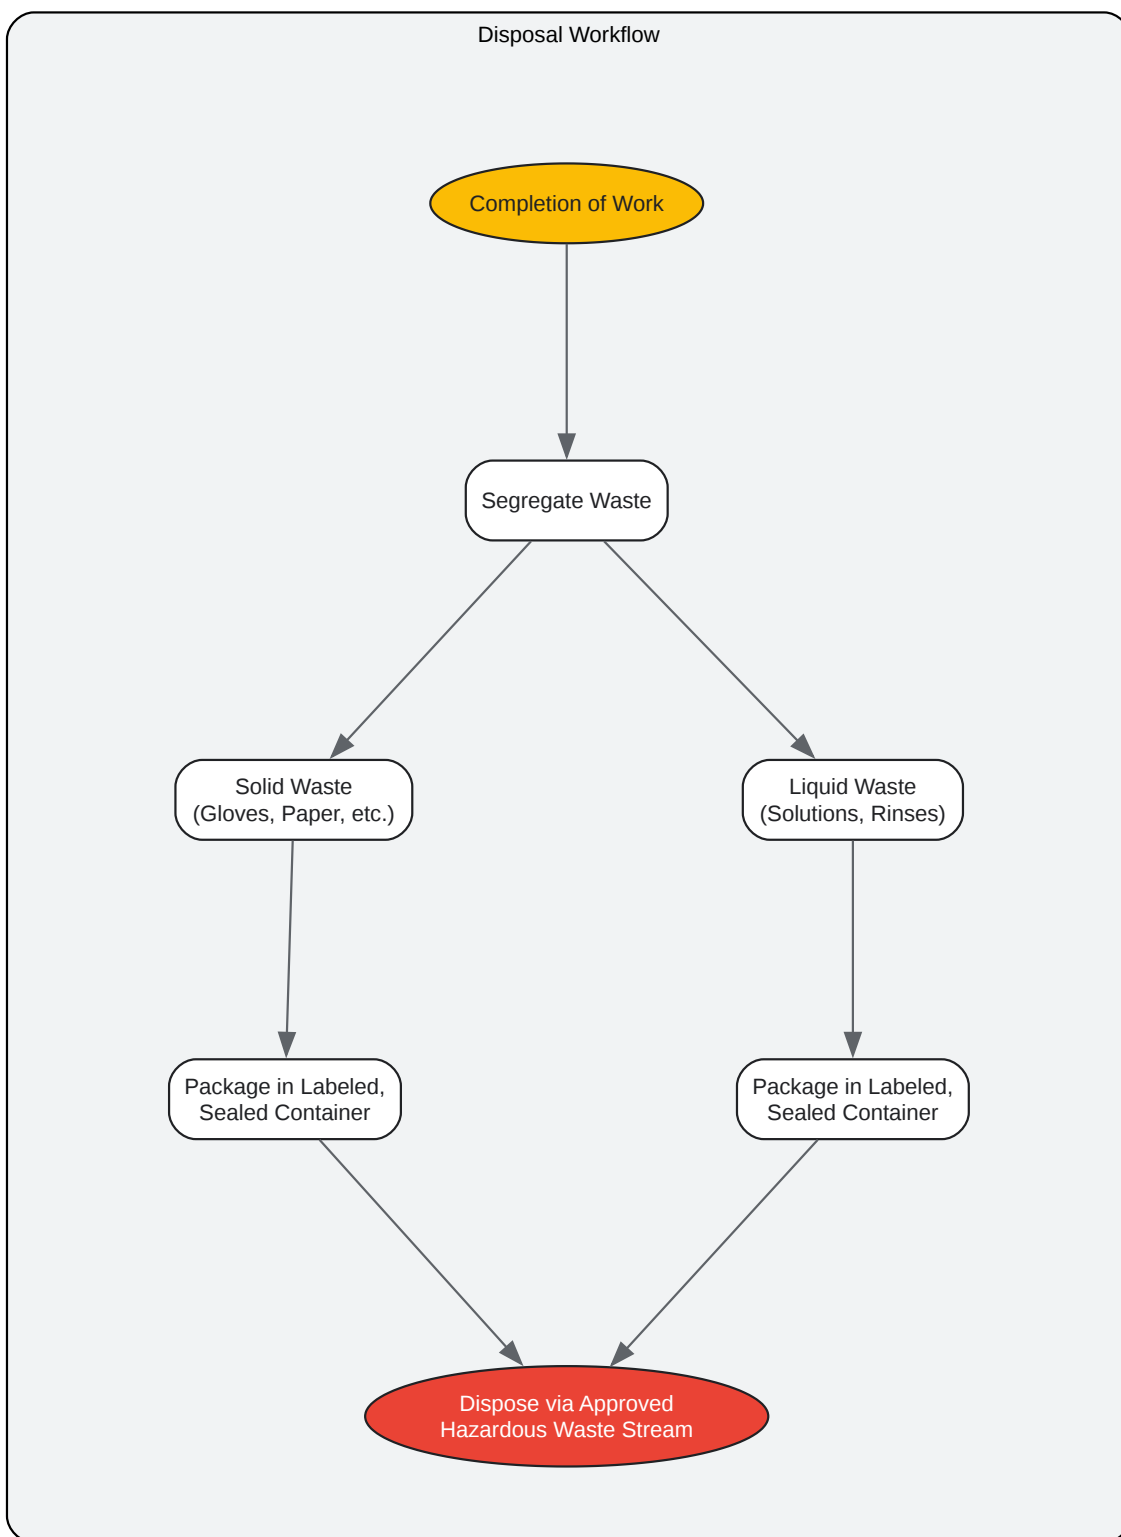 Disposal Workflow
Completion of Work
Segregate Waste
Solid Waste
(Gloves, Paper, etc.)
Liquid Waste
(Solutions, Rinses)
Package in Labeled,
Sealed Container
Package in Labeled,
Sealed Container
Dispose via Approved
Hazardous Waste Stream